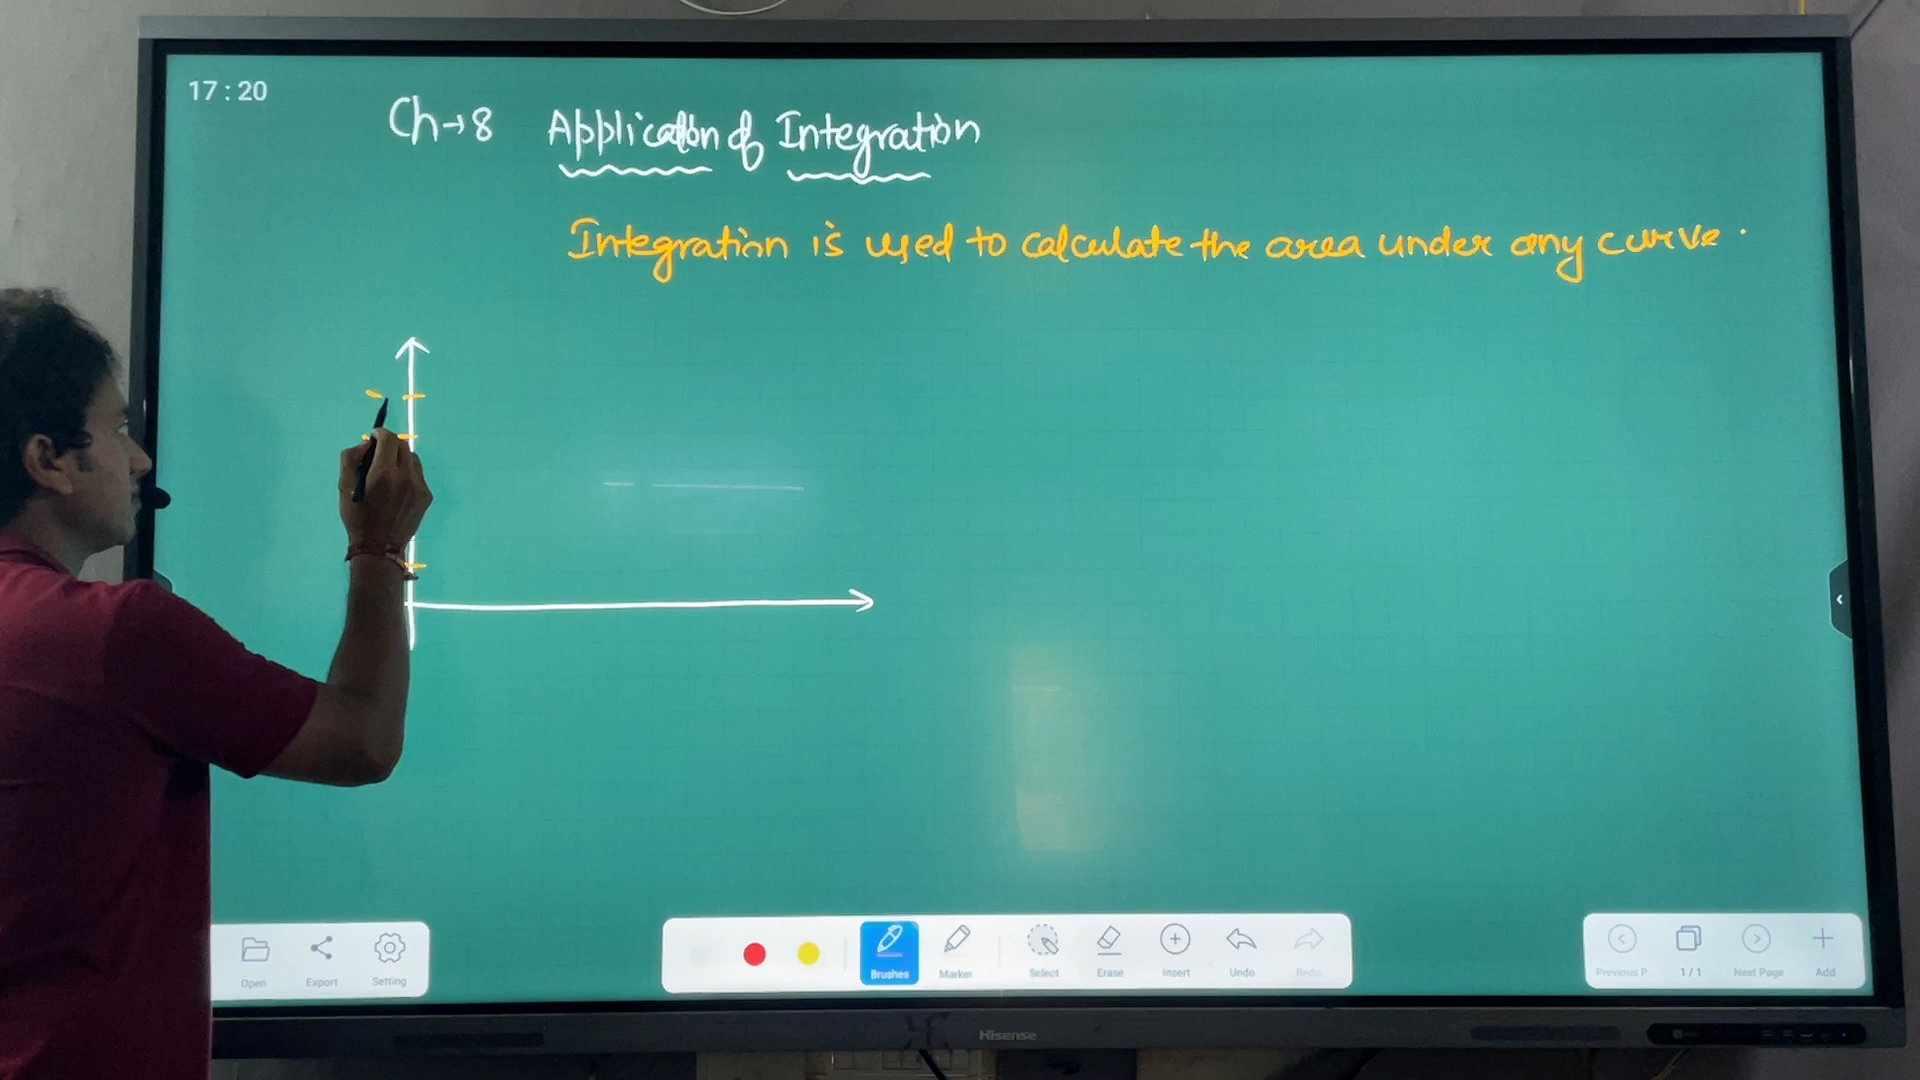 17:20
Ch→8 Application of Integration
Integration is used to calculate the area under any curve.
Open Export Setting
Brushes Marker Select Erase Insert Undo Redo
Previous P. 1/1 Next Page Add
Hisense